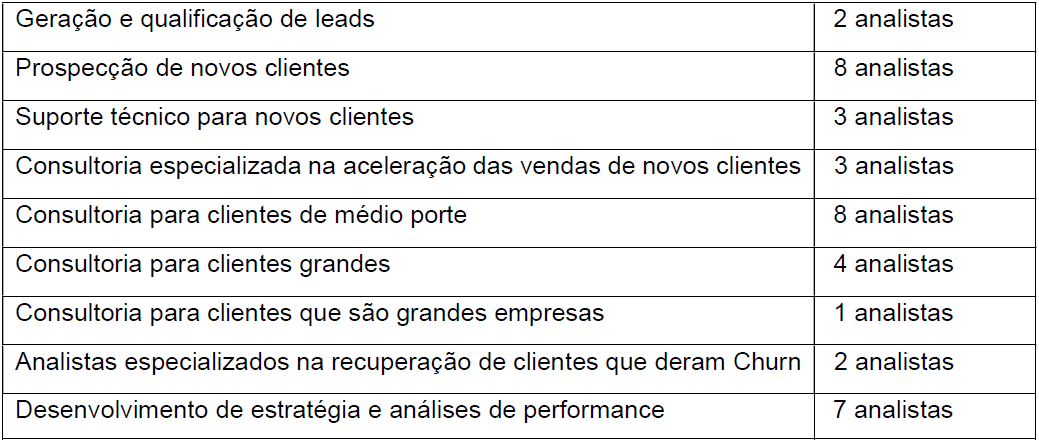 Geração e qualificação de leads 2 analistas
Prospecção de novos clientes 8 analistas
Suporte técnico para novos clientes 3 analistas
Consultoria especializada na aceleração das vendas de novos clientes 3 analistas
Consultoria para clientes de médio porte 8 analistas
Consultoria para clientes grandes 4 analistas
Consultoria para clientes que são grandes empresas 1 analistas
Analistas especializados na recuperação de clientes que deram Churn 2 analistas
Desenvolvimento de estratégia e análises de performance 7 analistas